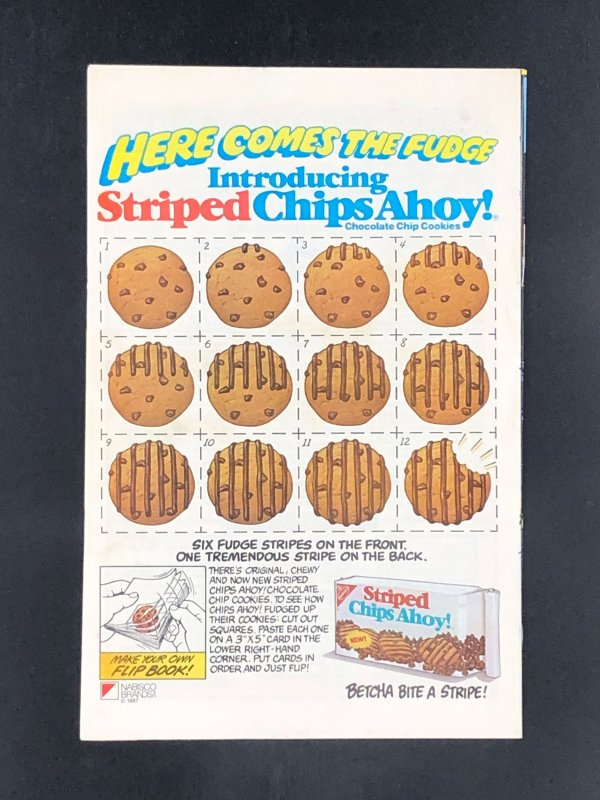 HERE COMES THE FUDGE
Introducing
Striped Chips Ahoy!®
Chocolate Chip Cookies
1 2 3 4
5 6 7 8
9 10 11 12
SIX FUDGE STRIPES ON THE FRONT.
ONE TREMENDOUS STRIPE ON THE BACK.
THERE'S ORIGINAL, CHEWY
AND NOW NEW STRIPED
CHIPS AHOY! CHOCOLATE
CHIP COOKIES. TO SEE HOW
CHIPS AHOY! FUDGED UP
THEIR COOKIES: CUT OUT
SQUARES. PASTE EACH ONE
ON A 3"X5" CARD IN THE
LOWER RIGHT-HAND
CORNER. PUT CARDS IN
ORDER AND JUST FLIP!
MAKE YOUR OWN
FLIP BOOK!
Striped
Chips Ahoy!
NEW!
BETCHA BITE A STRIPE!
NABISCO
BRANDS
© 1987